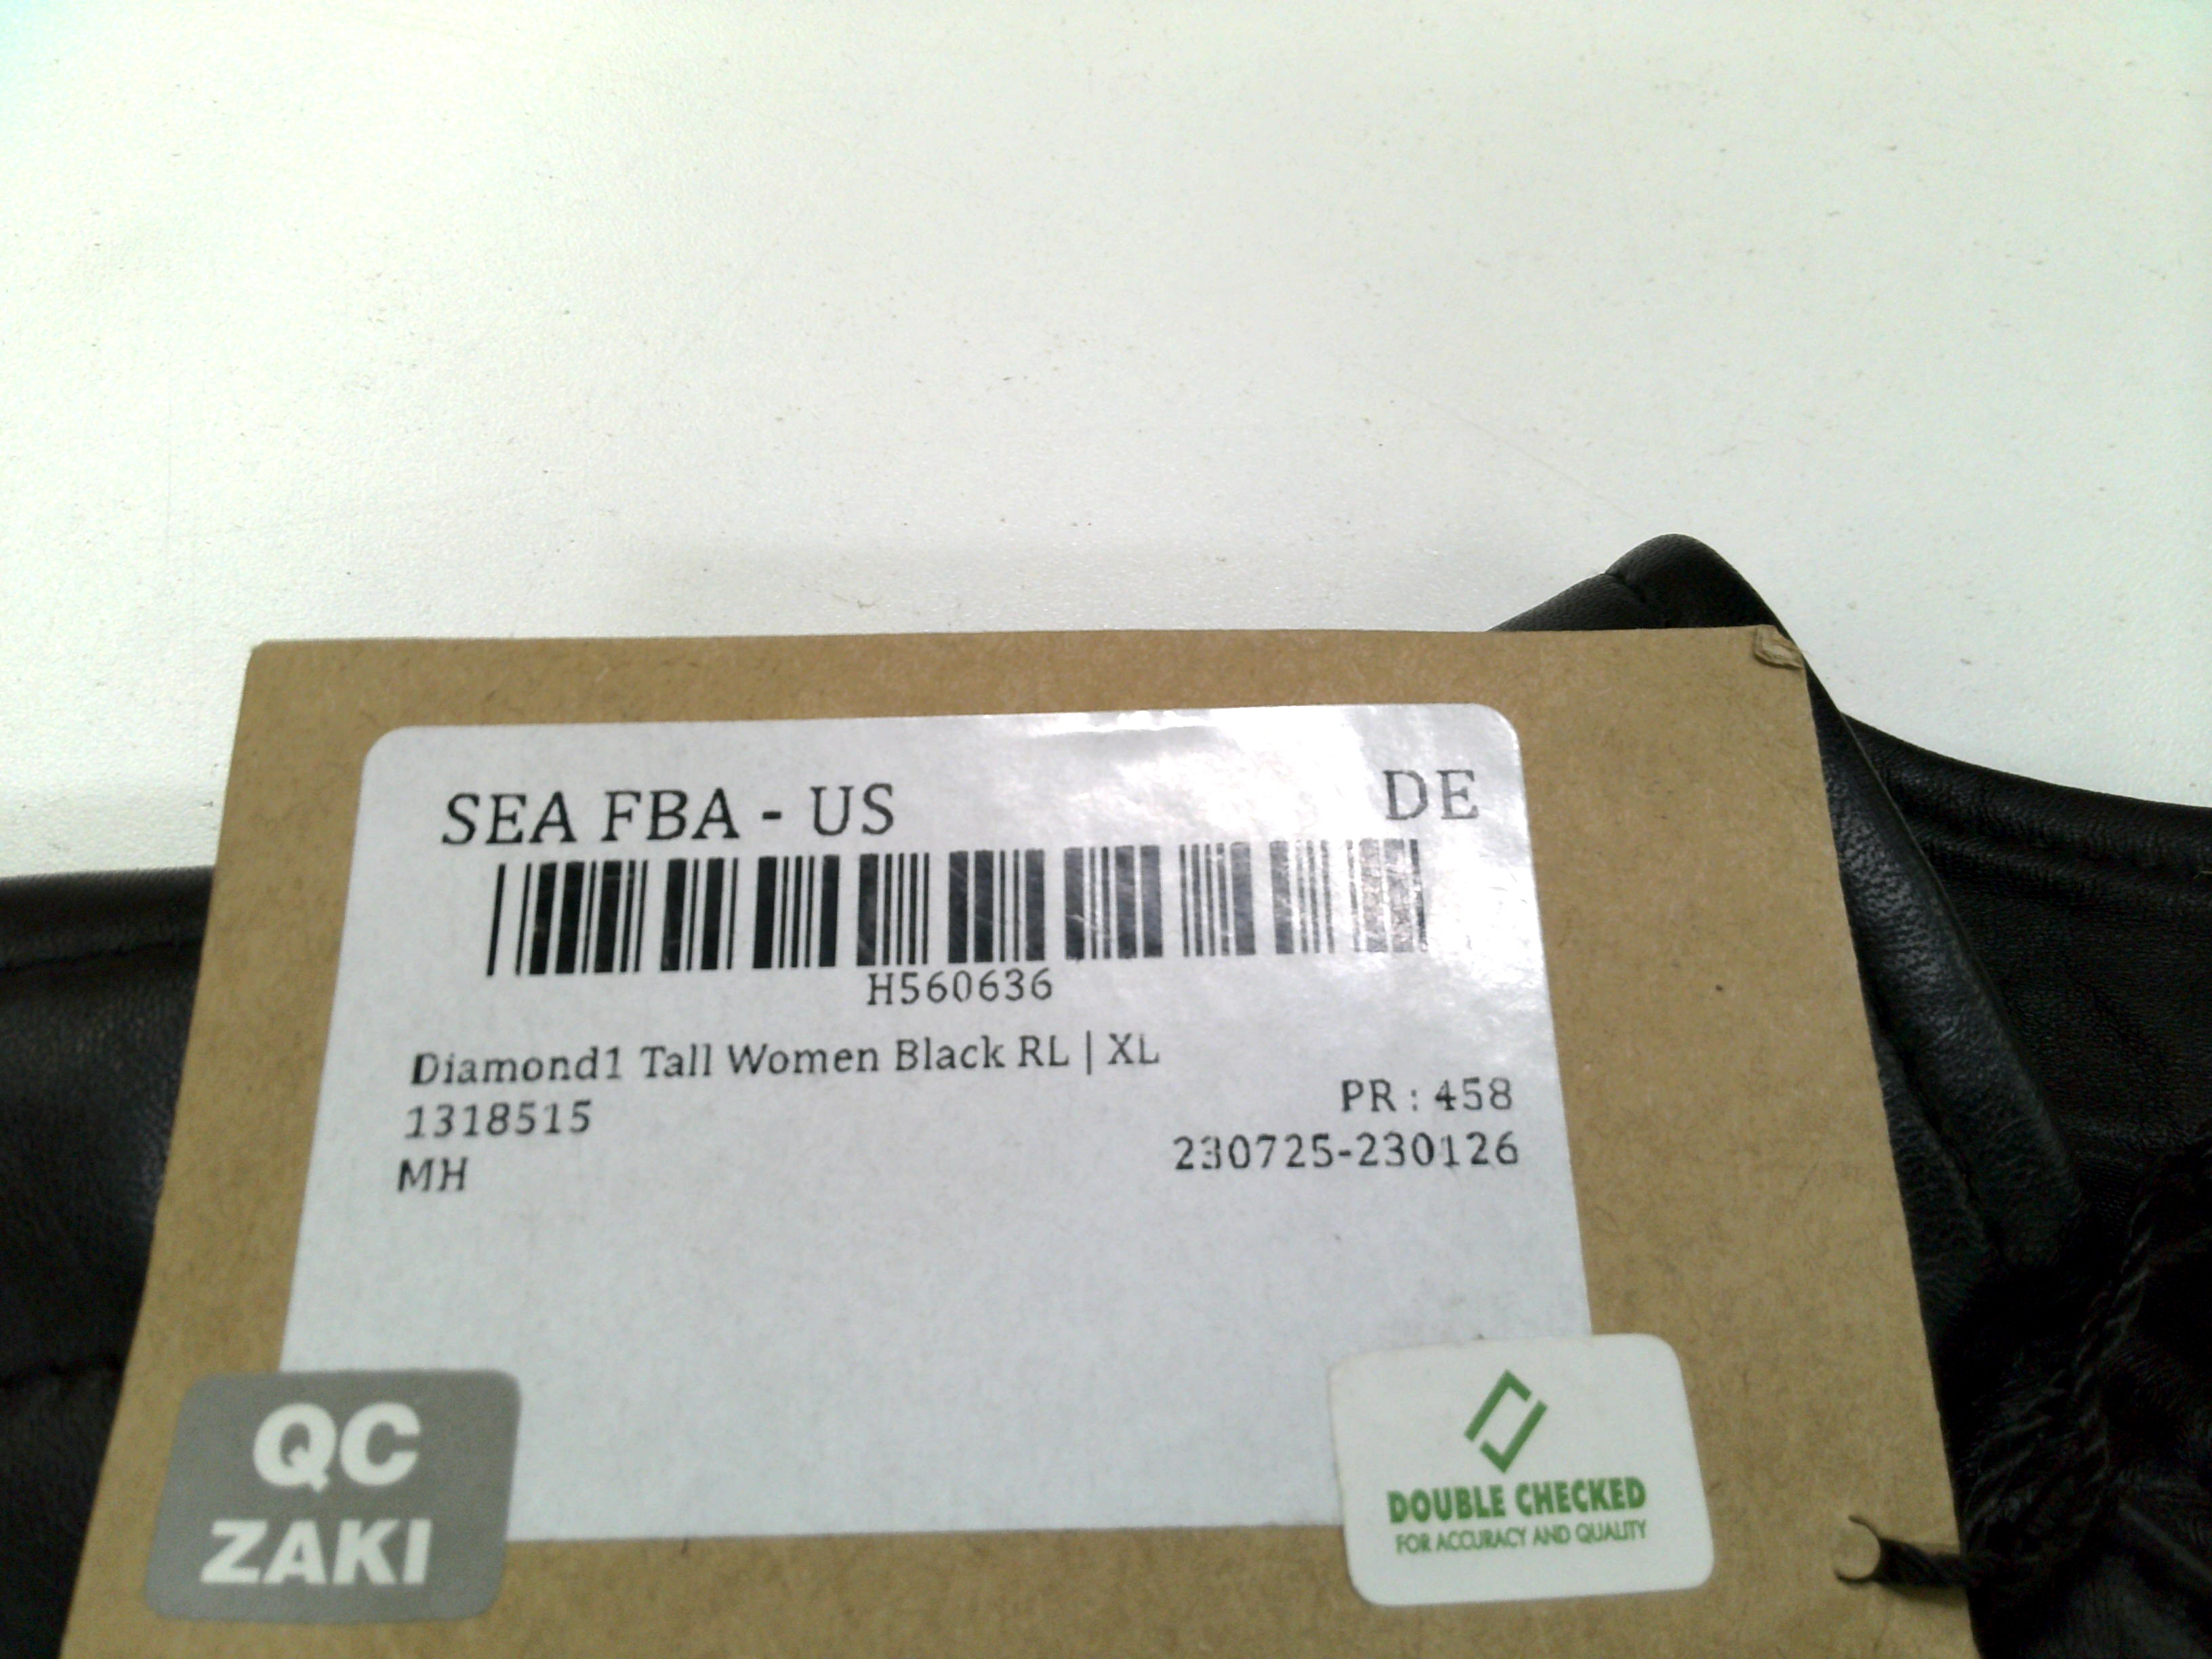 SEA FBA - US DE
H560636
Diamond1 Tall Women Black RL | XL
PR : 458
1318515
230725-230126
MH
QC
ZAKI
DOUBLE CHECKED
FOR ACCURACY AND QUALITY